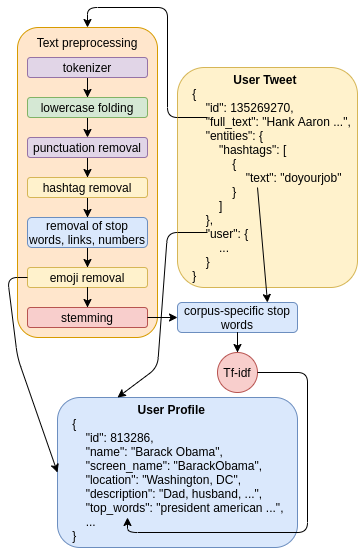 Text preprocessing
tokenizer
lowercase folding
punctuation removal
hashtag removal
removal of stop
words, links, numbers
emoji removal
stemming
User Tweet
{
"id": 135269270,
"full_text": "Hank Aaron ...",
"entities": {
"hashtags": [
{
"text": "doyourjob"
}
]
},
"user": {
...
}
}
corpus-specific stop
words
Tf-idf
User Profile
{
"id": 813286,
"name": "Barack Obama",
"screen_name": "BarackObama",
"location": "Washington, DC",
"description": "Dad, husband, ...",
"top_words": "president american ...",
...
}